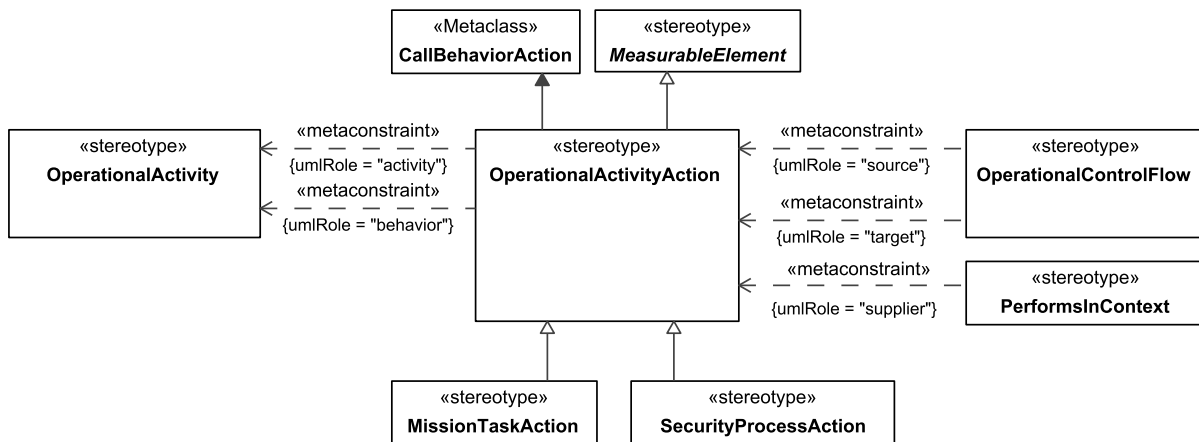 «Metaclass»
CallBehaviorAction
«stereotype»
MeasurableElement
«stereotype»
OperationalActivity
«metaconstraint»
{umlRole = "activity"}
«metaconstraint»
{umlRole = "behavior"}
«stereotype»
OperationalActivityAction
«metaconstraint»
{umlRole = "source"}
«metaconstraint»
{umlRole = "target"}
«stereotype»
OperationalControlFlow
«metaconstraint»
{umlRole = "supplier"}
«stereotype»
PerformsInContext
«stereotype»
MissionTaskAction
«stereotype»
SecurityProcessAction